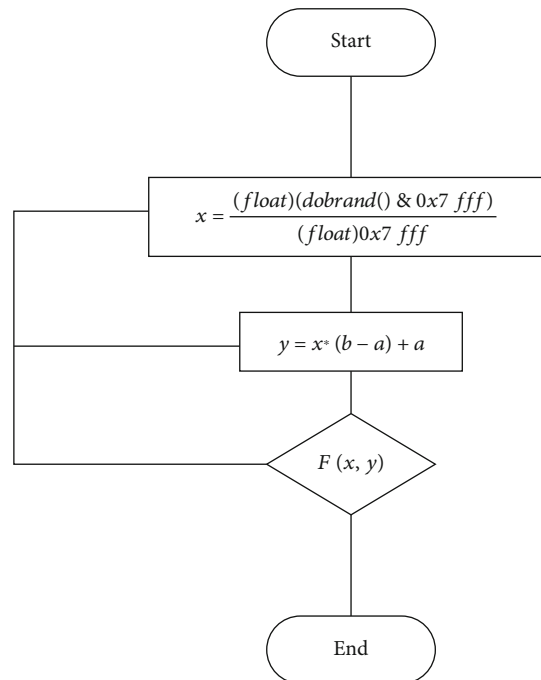 Start
x = (float)(dobrand() & 0x7 fff)
(float)0x7 fff
y = x* (b – a) + a
F (x, y)
End